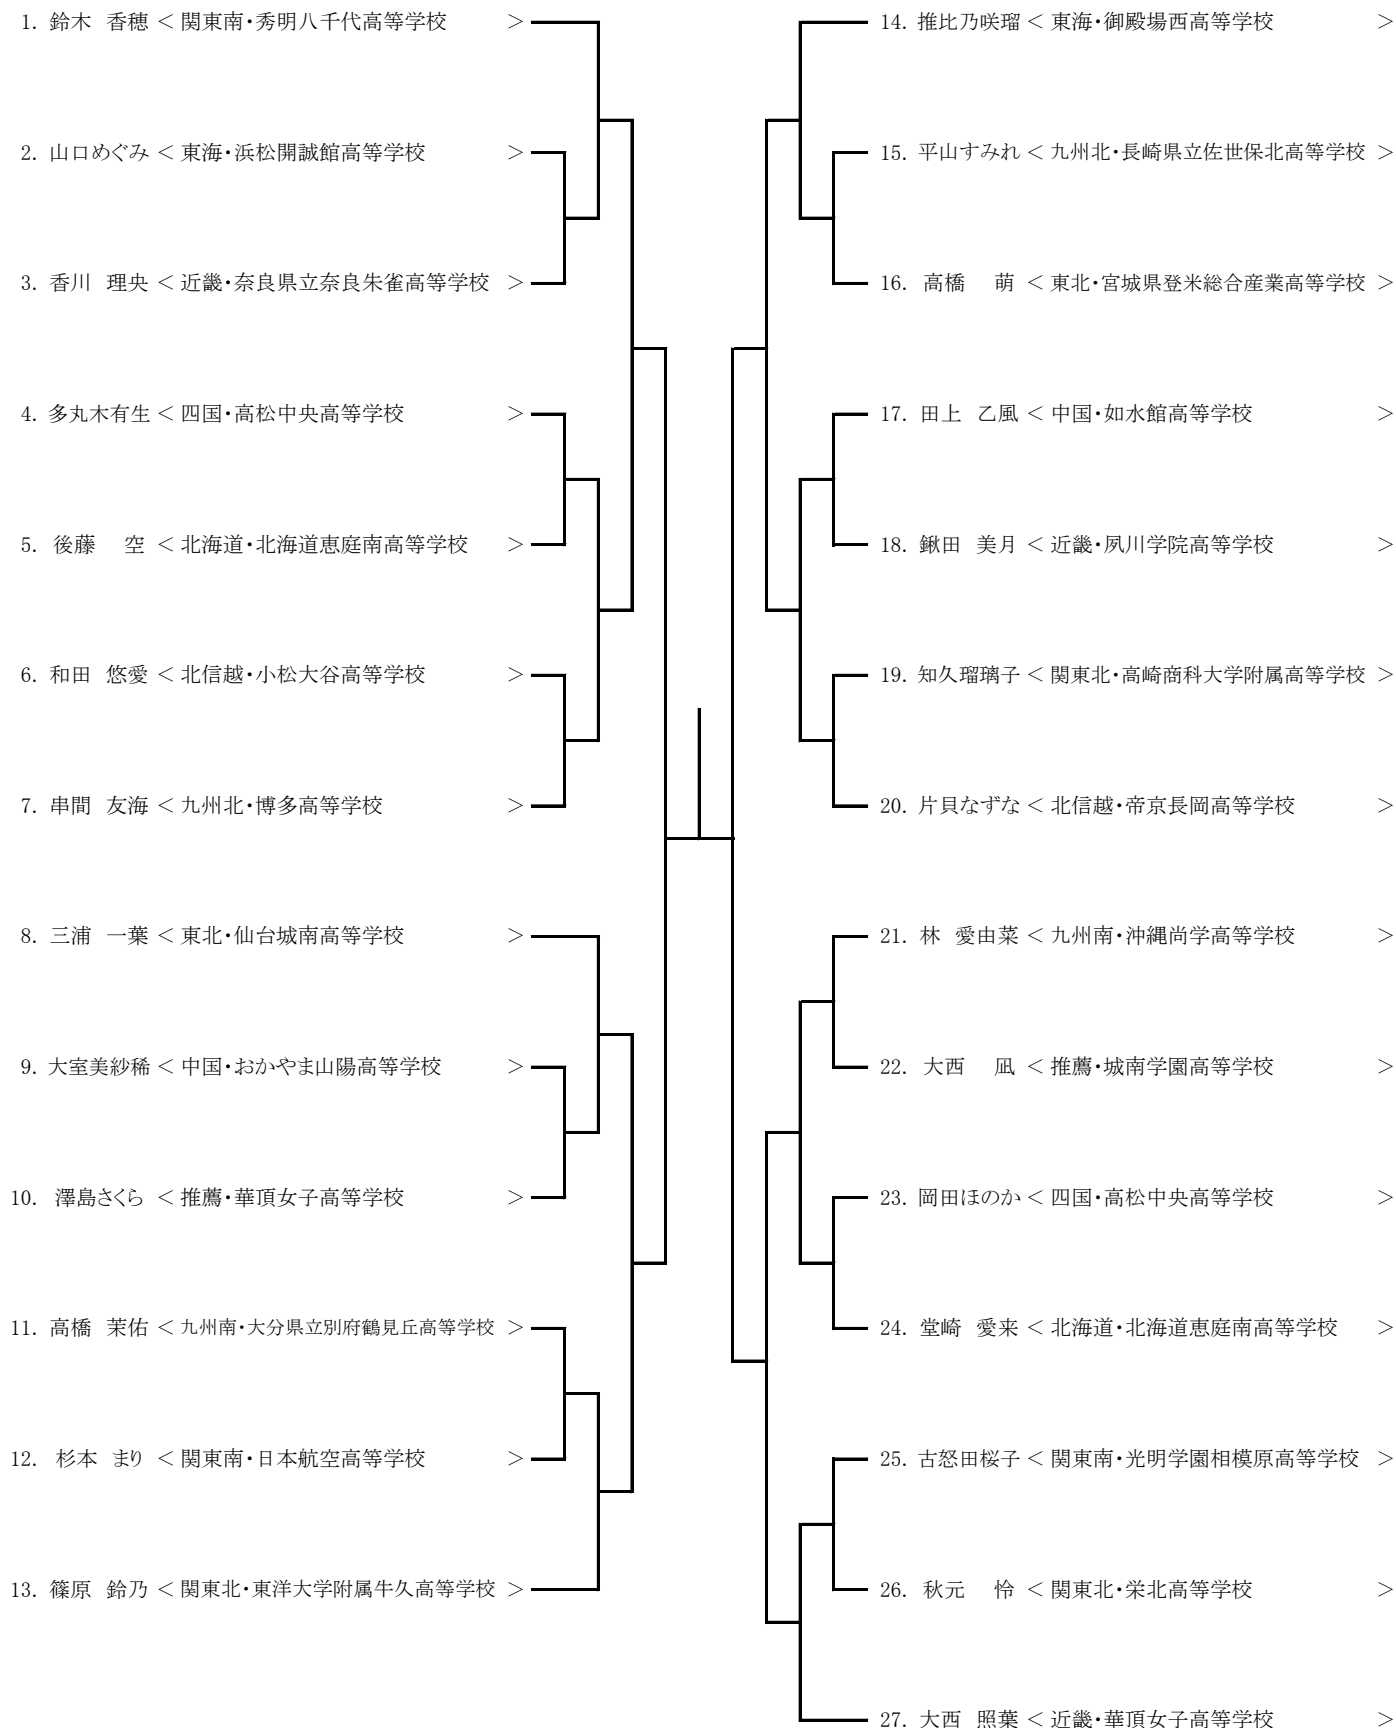 1. 鈴木 香穂 < 関東南・秀明八千代高等学校 >
2. 山口めぐみ < 東海・浜松開誠館高等学校 >
3. 香川 理央 < 近畿・奈良県立奈良朱雀高等学校 >
4. 多丸木有生 < 四国・高松中央高等学校 >
5. 後藤 空 < 北海道・北海道恵庭南高等学校 >
6. 和田 悠愛 < 北信越・小松大谷高等学校 >
7. 串間 友海 < 九州北・博多高等学校 >
8. 三浦 一葉 < 東北・仙台城南高等学校 >
9. 大室美紗稀 < 中国・おかやま山陽高等学校 >
10. 澤島さくら < 推薦・華頂女子高等学校 >
11. 高橋 茉佑 < 九州南・大分県立別府鶴見丘高等学校 >
12. 杉本 まり < 関東南・日本航空高等学校 >
13. 篠原 鈴乃 < 関東北・東洋大学附属牛久高等学校 >
14. 推比乃咲瑠 < 東海・御殿場西高等学校 >
15. 平山すみれ < 九州北・長崎県立佐世保北高等学校 >
16. 高橋 萌 < 東北・宮城県登米総合産業高等学校 >
17. 田上 乙風 < 中国・如水館高等学校 >
18. 鍬田 美月 < 近畿・夙川学院高等学校 >
19. 知久瑠璃子 < 関東北・高崎商科大学附属高等学校 >
20. 片貝なずな < 北信越・帝京長岡高等学校 >
21. 林 愛由菜 < 九州南・沖縄尚学高等学校 >
22. 大西 凪 < 推薦・城南学園高等学校 >
23. 岡田ほのか < 四国・高松中央高等学校 >
24. 堂崎 愛来 < 北海道・北海道恵庭南高等学校 >
25. 古怒田桜子 < 関東南・光明学園相模原高等学校 >
26. 秋元 怜 < 関東北・栄北高等学校 >
27. 大西 照葉 < 近畿・華頂女子高等学校 >